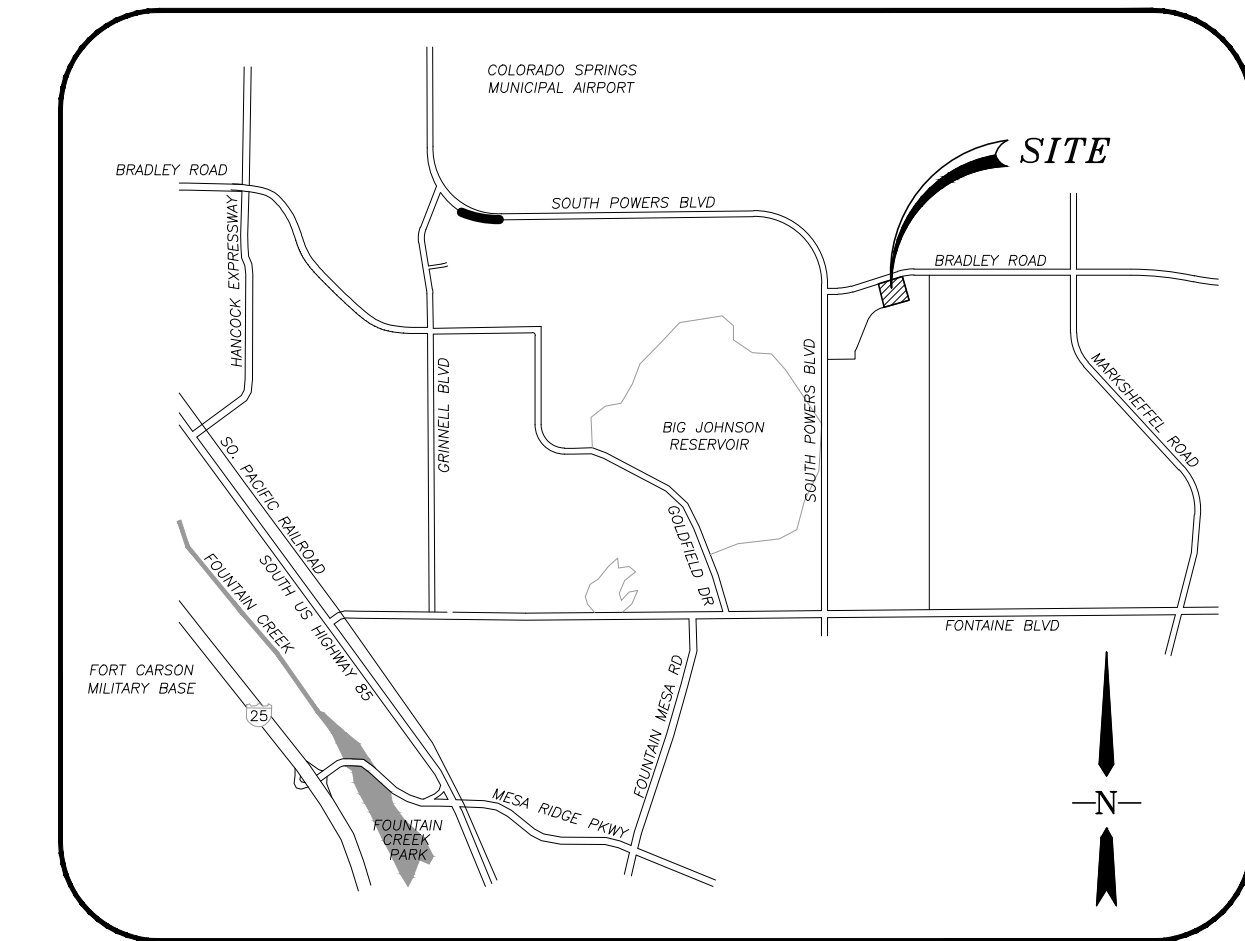 COLORADO SPRINGS
MUNICIPAL AIRPORT
SITE
BRADLEY ROAD
SOUTH POWERS BLVD
HANCOCK EXPRESSWAY
BRADLEY ROAD
GRINNELL BLVD
SOUTH POWERS BLVD
MARKSHEFFEL ROAD
BIG JOHNSON
RESERVOIR
SO. PACIFIC RAILROAD
GOLDFIELD DR
FOUNTAIN CREEK
SOUTH US HIGHWAY 85
FONTAINE BLVD
FORT CARSON
MILITARY BASE
25
FOUNTAIN MESA RD
MESA RIDGE PKWY
N
FOUNTAIN
CREEK
PARK